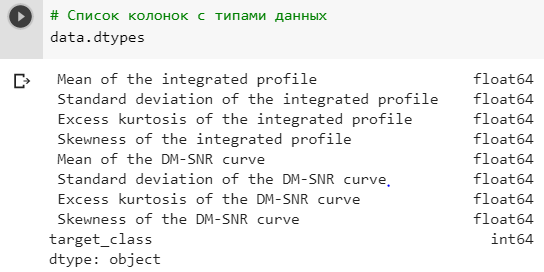 # Список колонок с типами данных
data.dtypes
Mean of the integrated profile float64
Standard deviation of the integrated profile float64
Excess kurtosis of the integrated profile float64
Skewness of the integrated profile float64
Mean of the DM-SNR curve float64
Standard deviation of the DM-SNR curve float64
Excess kurtosis of the DM-SNR curve float64
Skewness of the DM-SNR curve float64
target_class int64
dtype: object